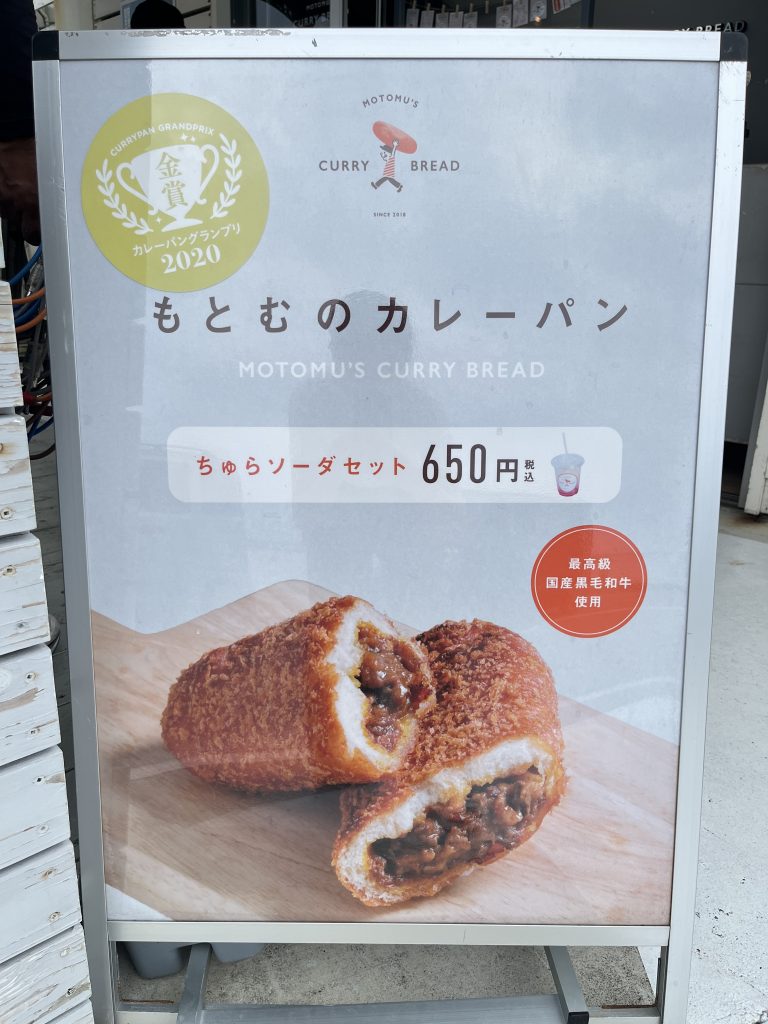 CURRY BREAD
MOTOMU'S
CURRY BREAD
SINCE 2018
CURRYPAN GRANDPRIX
金賞
カレーパングランプリ
2020
もとむのカレーパン
MOTOMU'S CURRY BREAD
ちゅらソーダセット 650円 税込
最高級
国産黒毛和牛
使用